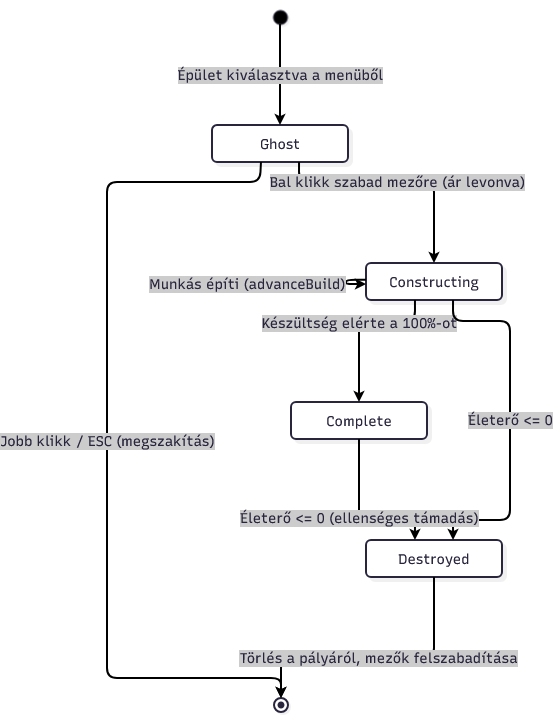 Épület kiválasztva a menüből
Ghost
Bal klikk szabad mezőre (ár levonva)
Munkás építi (advanceBuild)
Constructing
Készültség elérte a 100%-ot
Complete
Életerő <= 0
Jobb klikk / ESC (megszakítás)
Életerő <= 0 (ellenséges támadás)
Destroyed
Törlés a pályáról, mezők felszabadítása